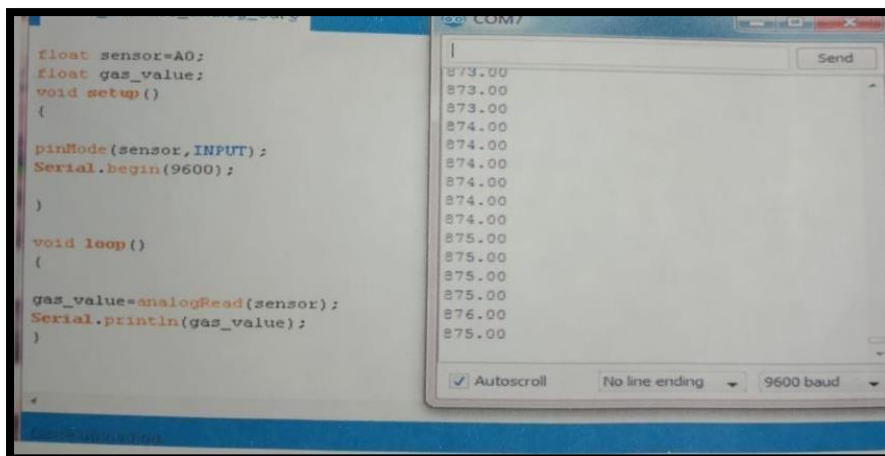 float sensor=A0;
float gas_value;
void setup()
{
pinMode(sensor,INPUT);
Serial.begin(9600);
}
void loop()
{
gas_value=analogRead(sensor);
Serial.println(gas_value);
}
COM7
Send
873.00
873.00
873.00
874.00
874.00
874.00
874.00
874.00
874.00
875.00
875.00
875.00
875.00
876.00
875.00
Autoscroll
No line ending
9600 baud